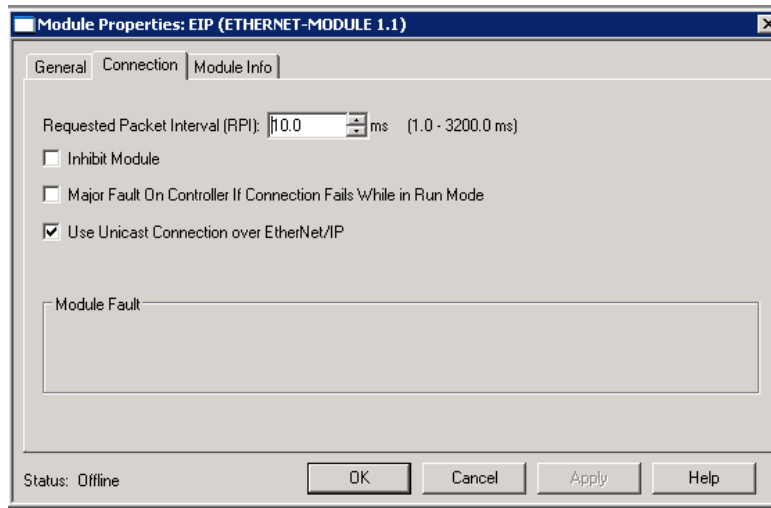 Module Properties: EIP (ETHERNET-MODULE 1.1)
General Connection Module Info
Requested Packet Interval (RPI): 10.0 ms (1.0 - 3200.0 ms)
Inhibit Module
Major Fault On Controller If Connection Fails While in Run Mode
Use Unicast Connection over EtherNet/IP
Module Fault
Status: Offline OK Cancel Apply Help